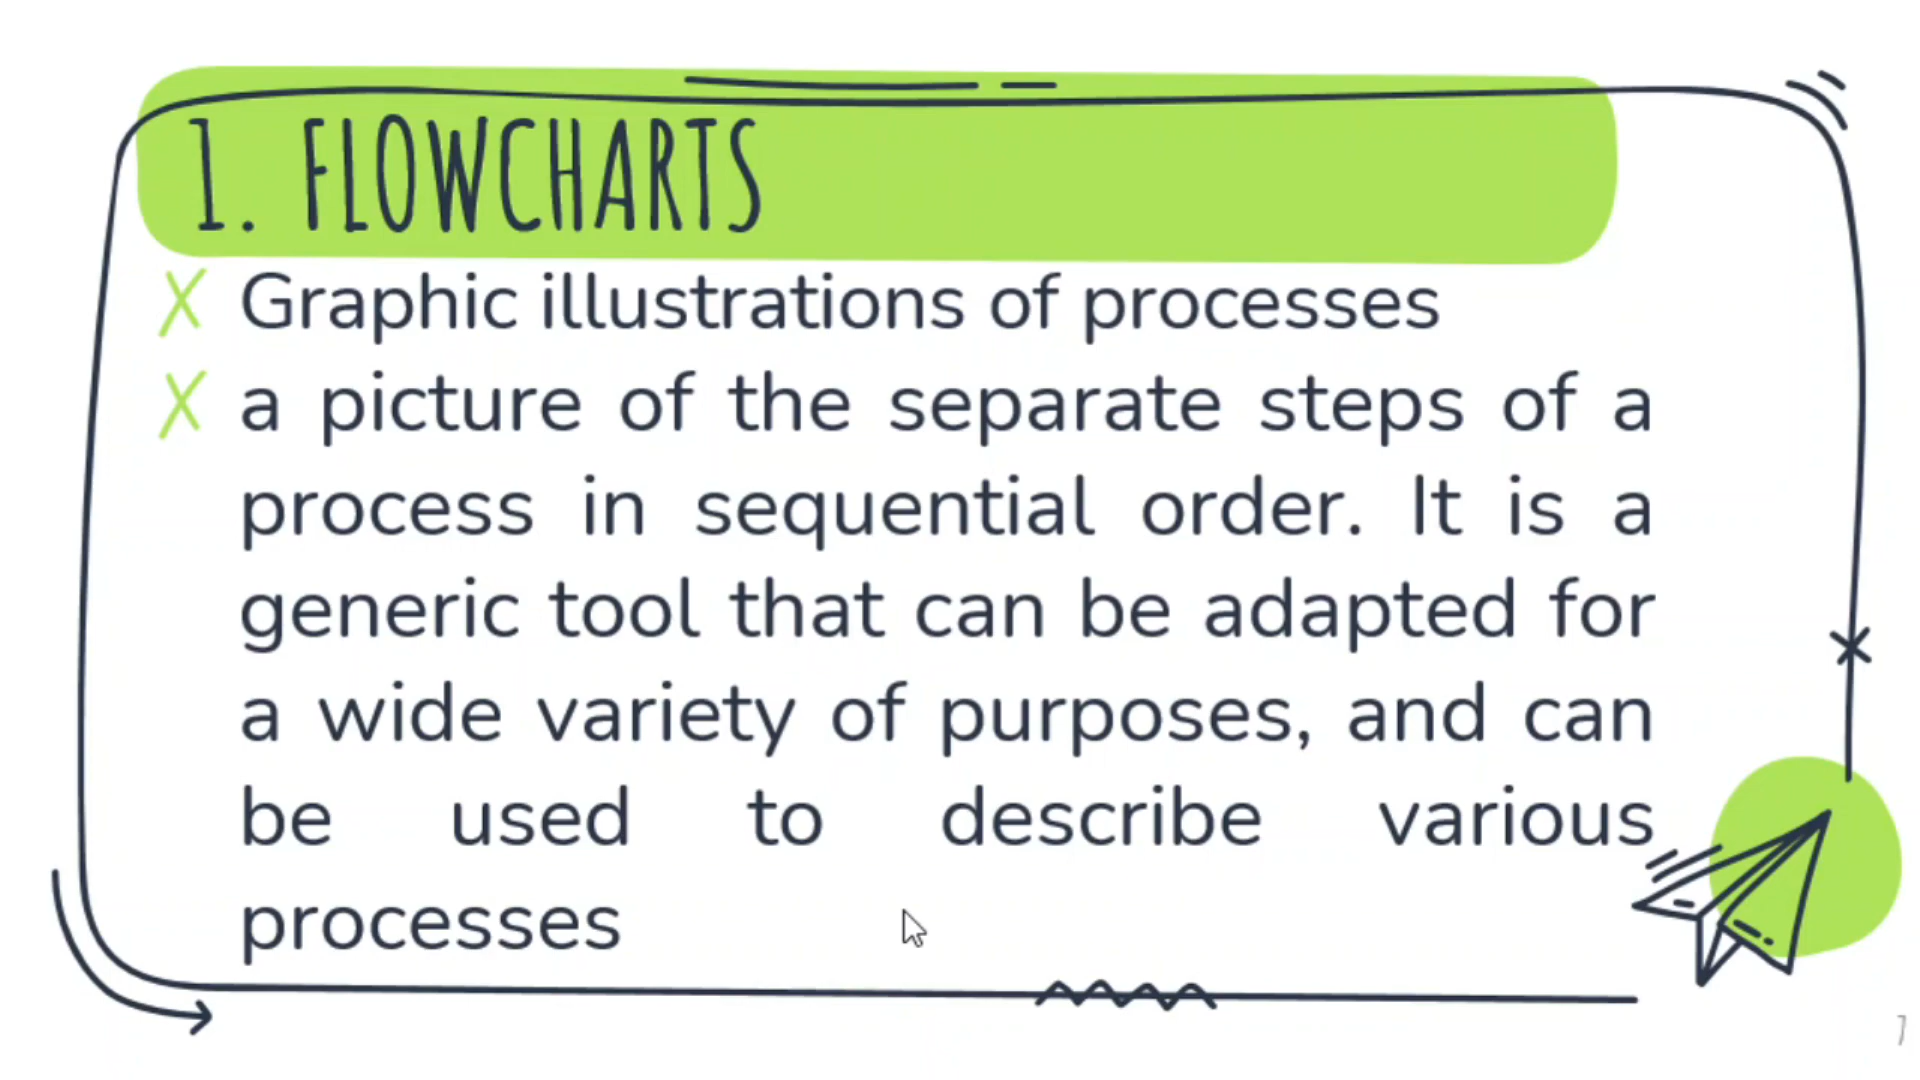 1. FLOWCHARTS
Graphic illustrations of processes
a picture of the separate steps of a
process in sequential order. It is a
generic tool that can be adapted for
a wide variety of purposes, and can
be used to describe various
processes
7